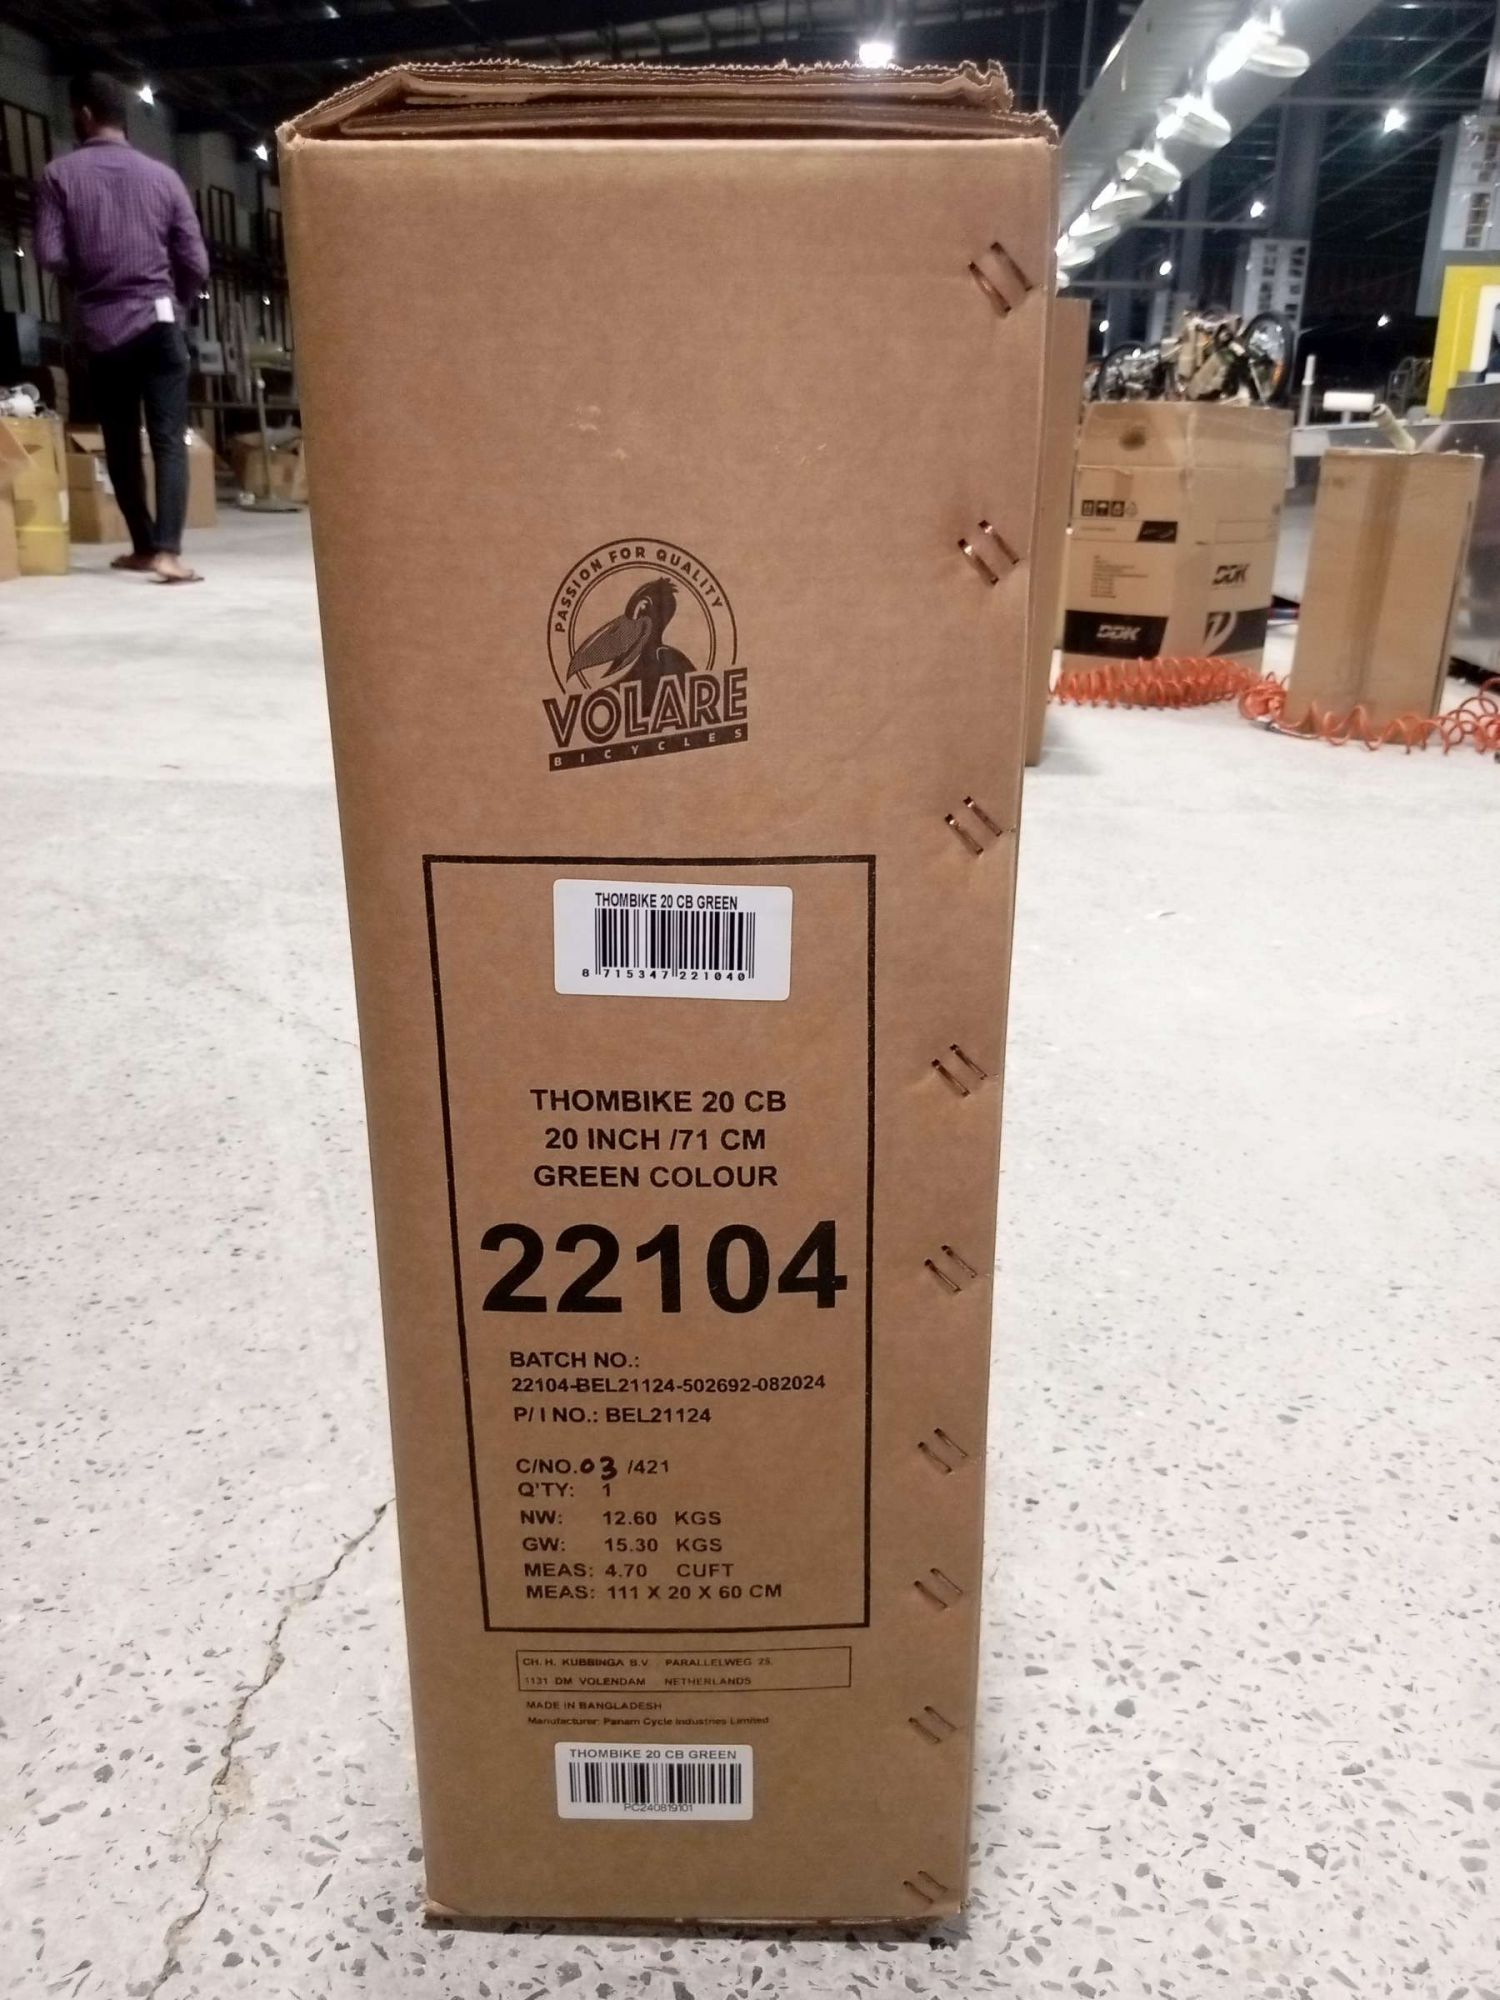 PASSION FOR QUALITY
VOLARE
BICYCLES
THOMBIKE 20 CB GREEN
8 715347 221040
THOMBIKE 20 CB
20 INCH /71 CM
GREEN COLOUR
22104
BATCH NO.:
22104-BEL21124-502692-082024
P/ I NO.: BEL21124
C/NO.03 /421
Q'TY: 1
NW: 12.60 KGS
GW: 15.30 KGS
MEAS: 4.70 CUFT
MEAS: 111 X 20 X 60 CM
CH. H. KUBBINGA B.V PARALLELWEG 25.
1131 DM VOLENDAM NETHERLANDS
MADE IN BANGLADESH
Manufacturer: Panam Cycle Industries Limited
THOMBIKE 20 CB GREEN
PC240819101
DDK
DDK